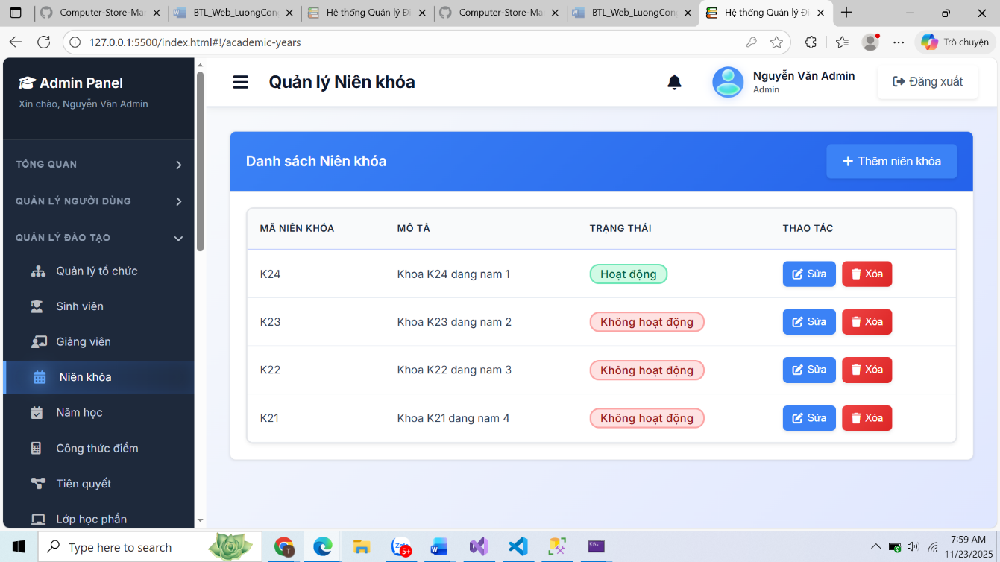 Computer-Store-Mar
BTL_Web_LuongCong
Hệ thống Quản lý Đi
Computer-Store-Mar
BTL_Web_LuongCong
Hệ thống Quản lý Đi
127.0.0.1:5500/index.html#!/academic-years
Trò chuyện
Admin Panel
Xin chào, Nguyễn Văn Admin
TỔNG QUAN
QUẢN LÝ NGƯỜI DÙNG
QUẢN LÝ ĐÀO TẠO
Quản lý tổ chức
Sinh viên
Giảng viên
Niên khóa
Năm học
Công thức điểm
Tiên quyết
Lớp học phần
Quản lý Niên khóa
Nguyễn Văn Admin
Admin
Đăng xuất
Danh sách Niên khóa
+ Thêm niên khóa
MÃ NIÊN KHÓA MÔ TẢ TRẠNG THÁI THAO TÁC
K24 Khoa K24 dang nam 1 Hoạt động Sửa Xóa
K23 Khoa K23 dang nam 2 Không hoạt động Sửa Xóa
K22 Khoa K22 dang nam 3 Không hoạt động Sửa Xóa
K21 Khoa K21 dang nam 4 Không hoạt động Sửa Xóa
Type here to search
5+
7:59 AM
11/23/2025